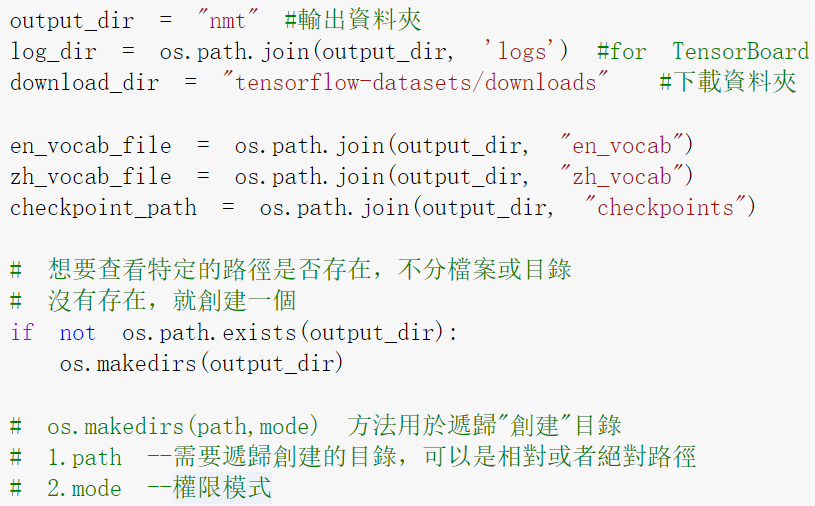 output_dir = "nmt" #輸出資料夾
log_dir = os.path.join(output_dir, 'logs') #for TensorBoard
download_dir = "tensorflow-datasets/downloads" #下載資料夾
en_vocab_file = os.path.join(output_dir, "en_vocab")
zh_vocab_file = os.path.join(output_dir, "zh_vocab")
checkpoint_path = os.path.join(output_dir, "checkpoints")
# 想要查看特定的路徑是否存在，不分檔案或目錄
# 沒有存在，就創建一個
if not os.path.exists(output_dir):
    os.makedirs(output_dir)
# os.makedirs(path,mode) 方法用於遞歸"創建"目錄
# 1.path --需要遞歸創建的目錄，可以是相對或者絕對路徑
# 2.mode --權限模式